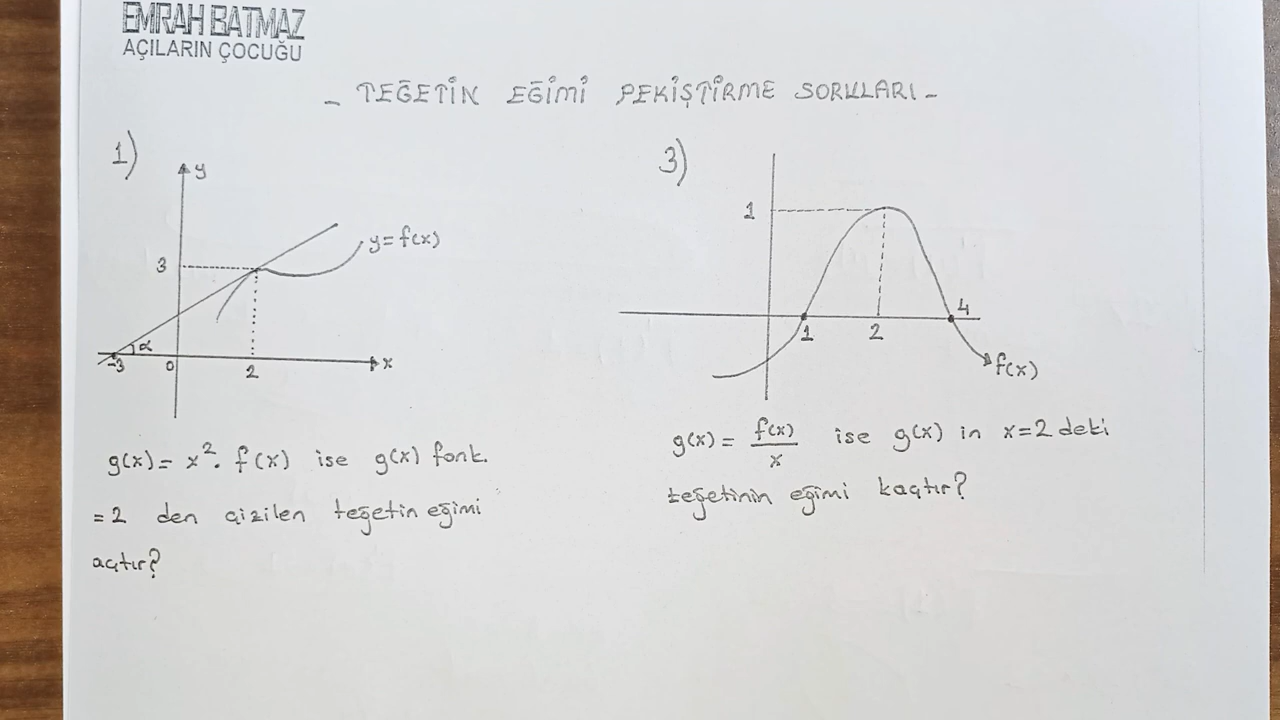 EMRAH BATMAZ
AÇILARIN ÇOCUĞU
- TEĞETİN EĞİMİ PEKİŞTİRME SORULARI -
1)
y
y=f(x)
3
α
-3
0
2
x
g(x)= x². f(x) ise g(x) fonk.
=2 den çizilen teğetin eğimi
açtır?
3)
1
4
1
2
f(x)
g(x)= f(x)/x ise g(x) in x=2 deki
teğetinin eğimi kaçtır?